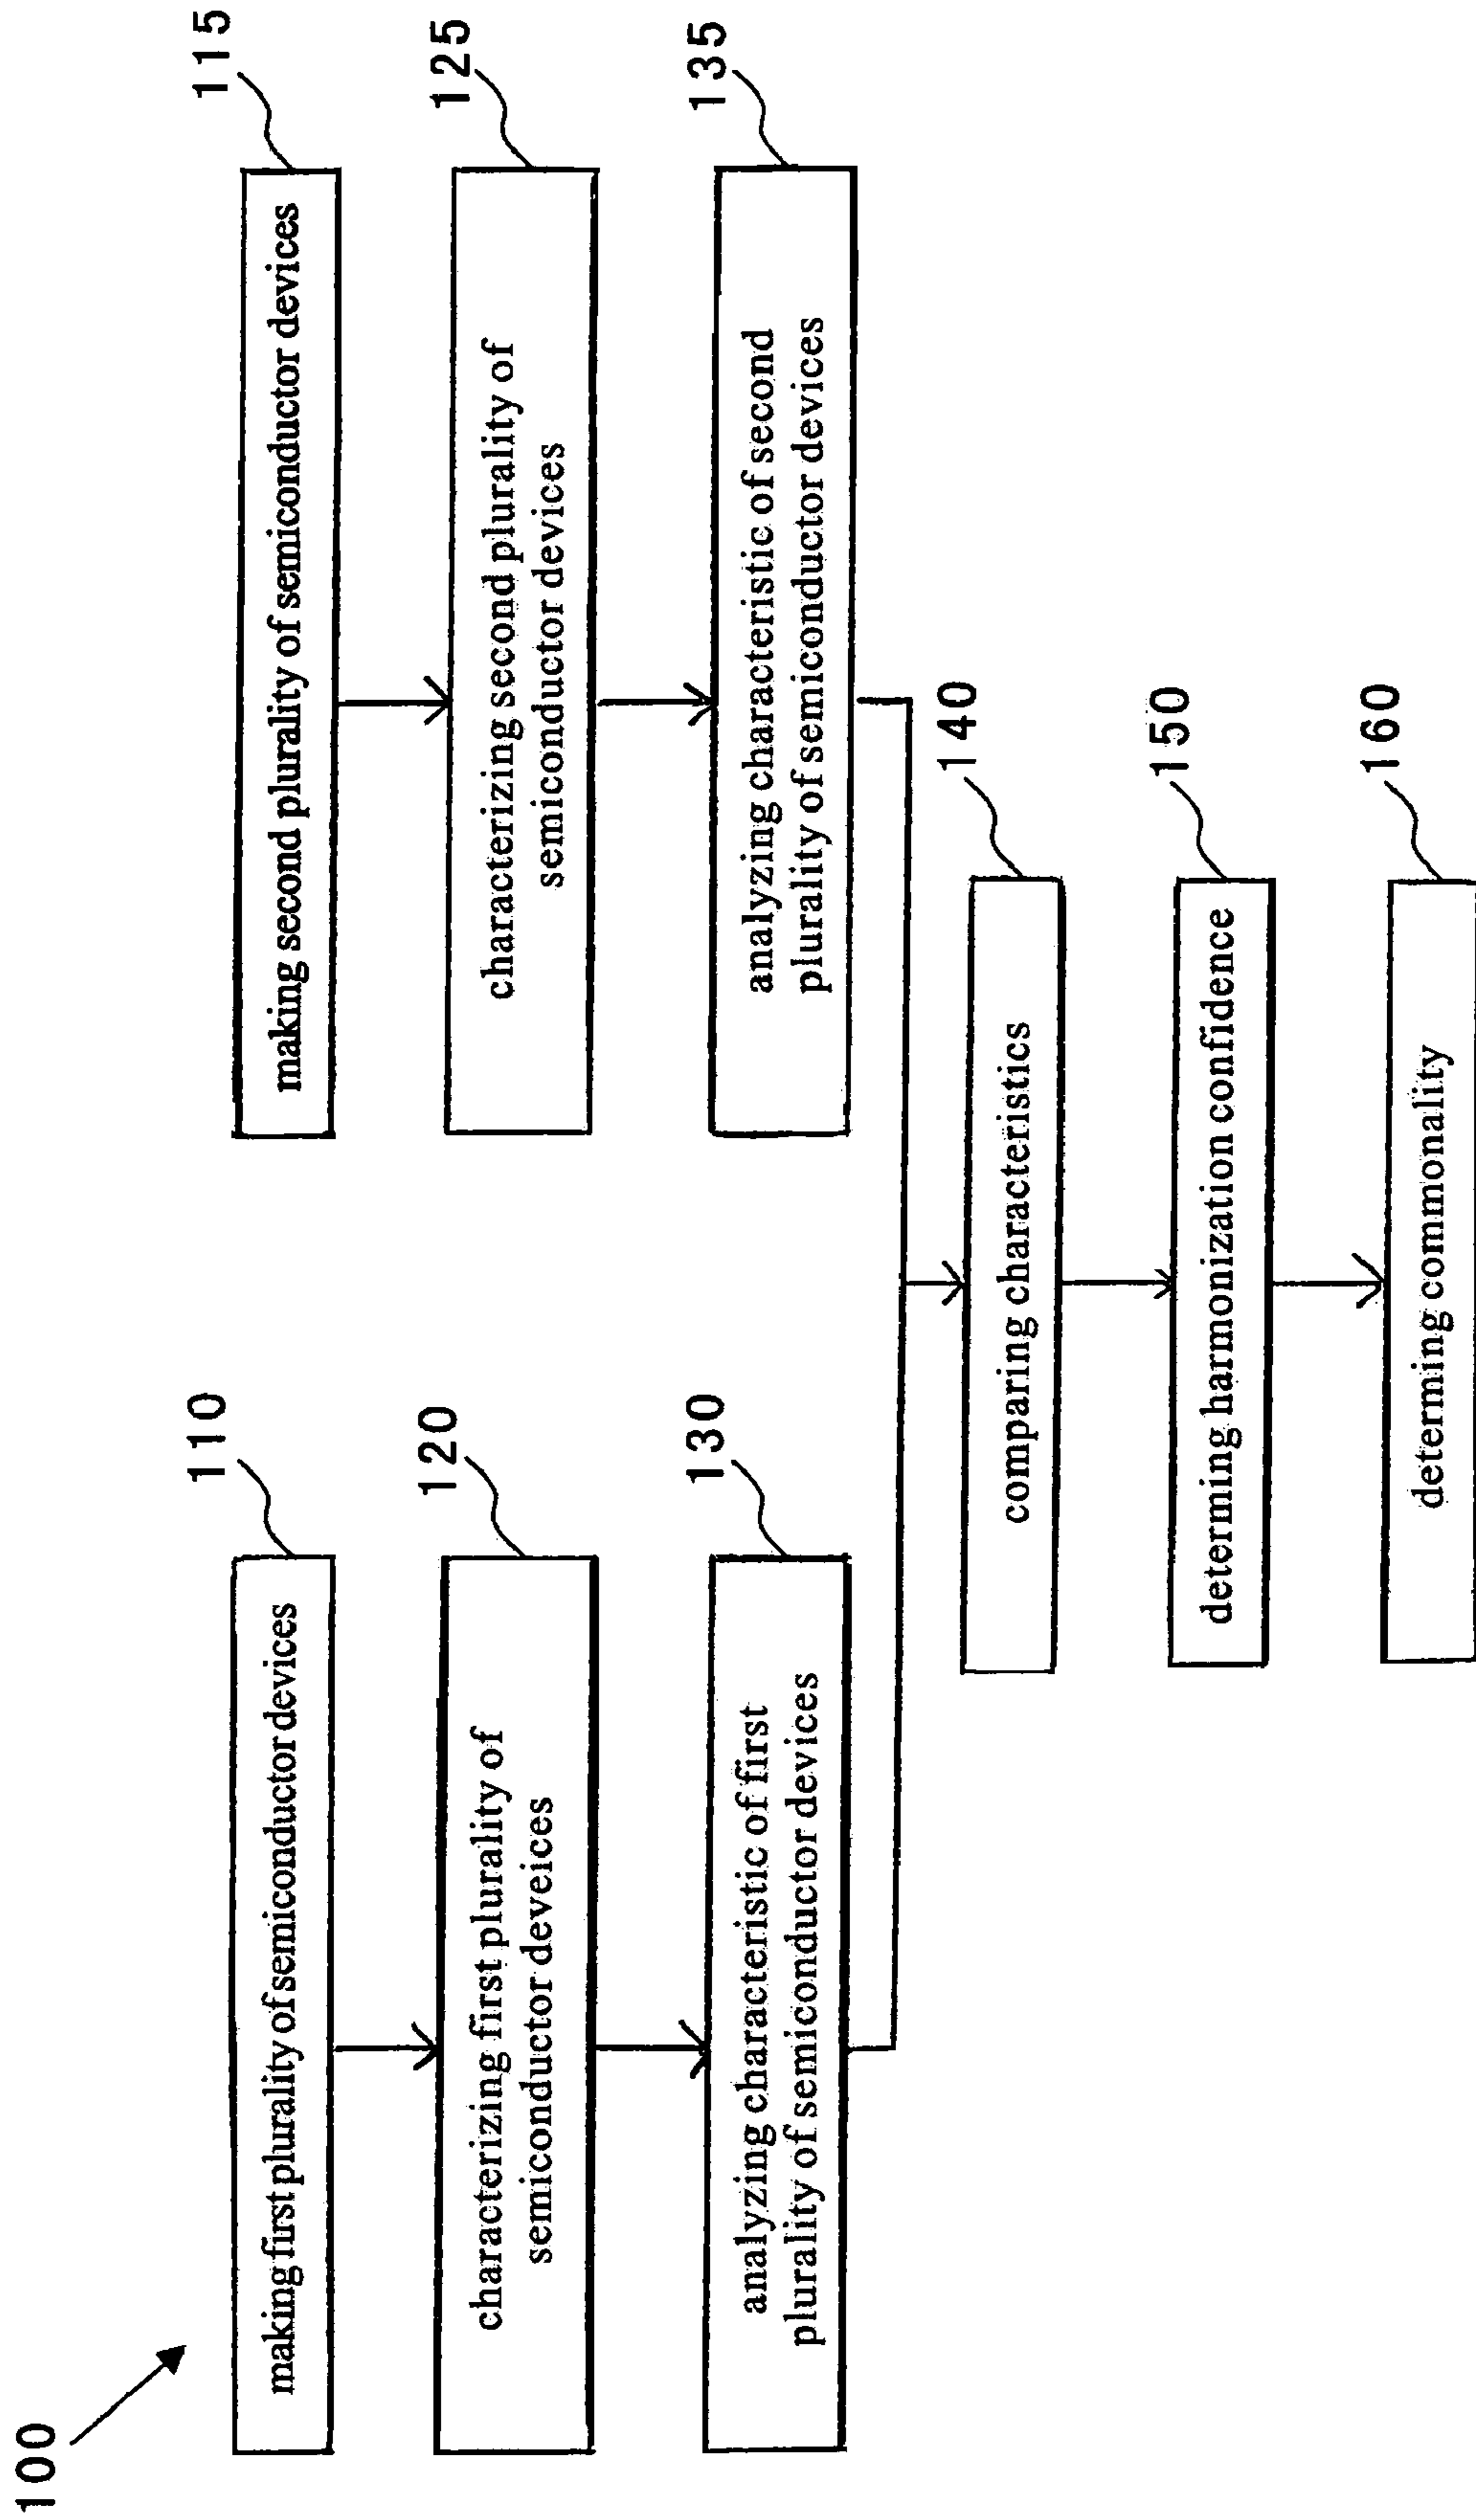 100
110
making first plurality of semiconductor devices
115
making second plurality of semiconductor devices
120
characterizing first plurality of
semiconductor deveices
125
characterizing second plurality of
semiconductor devices
130
analyzing characteristic of first
plurality of semiconductor devices
135
analyzing characteristic of second
plurality of semiconductor devices
140
comparing characteristics
150
determing harmonization confidence
160
determing commonality